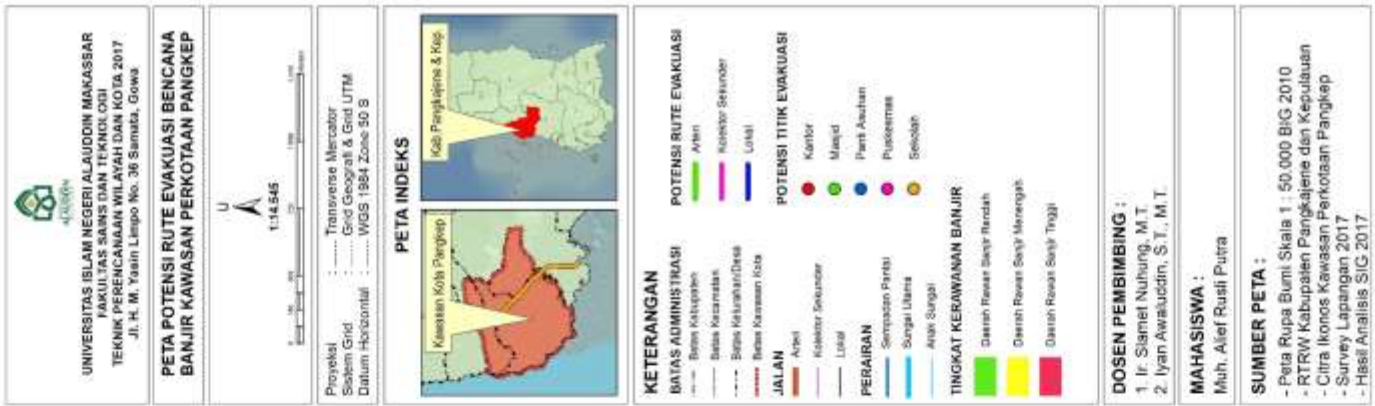 UNIVERSITAS ISLAM NEGERI ALAUDDIN MAKASSAR
FAKULTAS SAINS DAN TEKNOLOGI
TEKNIK PERENCANAAN WILAYAH DAN KOTA 2017
Jl. H. M. Yasin Limpo No. 36 Samata, Gowa
PETA POTENSI RUTE EVAKUASI BENCANA
BANJIR KAWASAN PERKOTAAN PANGKEP
U
1:14.545
Proyeksi : ........ Transverse Mercator
Sistem Grid : ........ Grid Geografi & Grid UTM
Datum Horizontal : ........ WGS 1984 Zone 50 S
PETA INDEKS
Kawasan Kota Pangkep
Kab Pangkajene & Kep.
KETERANGAN
BATAS ADMINISTRASI
Batas Kabupaten
Batas Kecamatan
Batas Kelurahan/Desa
Batas Kawasan Kota
JALAN
Arteri
Kolektor Sekunder
Lokal
PERAIRAN
Sempadan Pantai
Sungai Utama
Anak Sungai
TINGKAT KERAWANAN BANJIR
Daerah Rawan Banjir Rendah
Daerah Rawan Banjir Menengah
Daerah Rawan Banjir Tinggi
POTENSI RUTE EVAKUASI
Arteri
Kolektor Sekunder
Lokal
POTENSI TITIK EVAKUASI
Kantor
Masjid
Panti Asuhan
Puskesmas
Sekolah
DOSEN PEMBIMBING :
1. Ir. Slamet Nuhung, M.T.
2. Iyan Awaluddin, S.T., M.T.
MAHASISWA :
Muh. Alief Rusli Putra
SUMBER PETA :
- Peta Rupa Bumi Skala 1 : 50.000 BIG 2010
- RTRW Kabupaten Pangkajene dan Kepulauan
- Citra Ikonos Kawasan Perkotaan Pangkep
- Survey Lapangan 2017
- Hasil Analisis SIG 2017